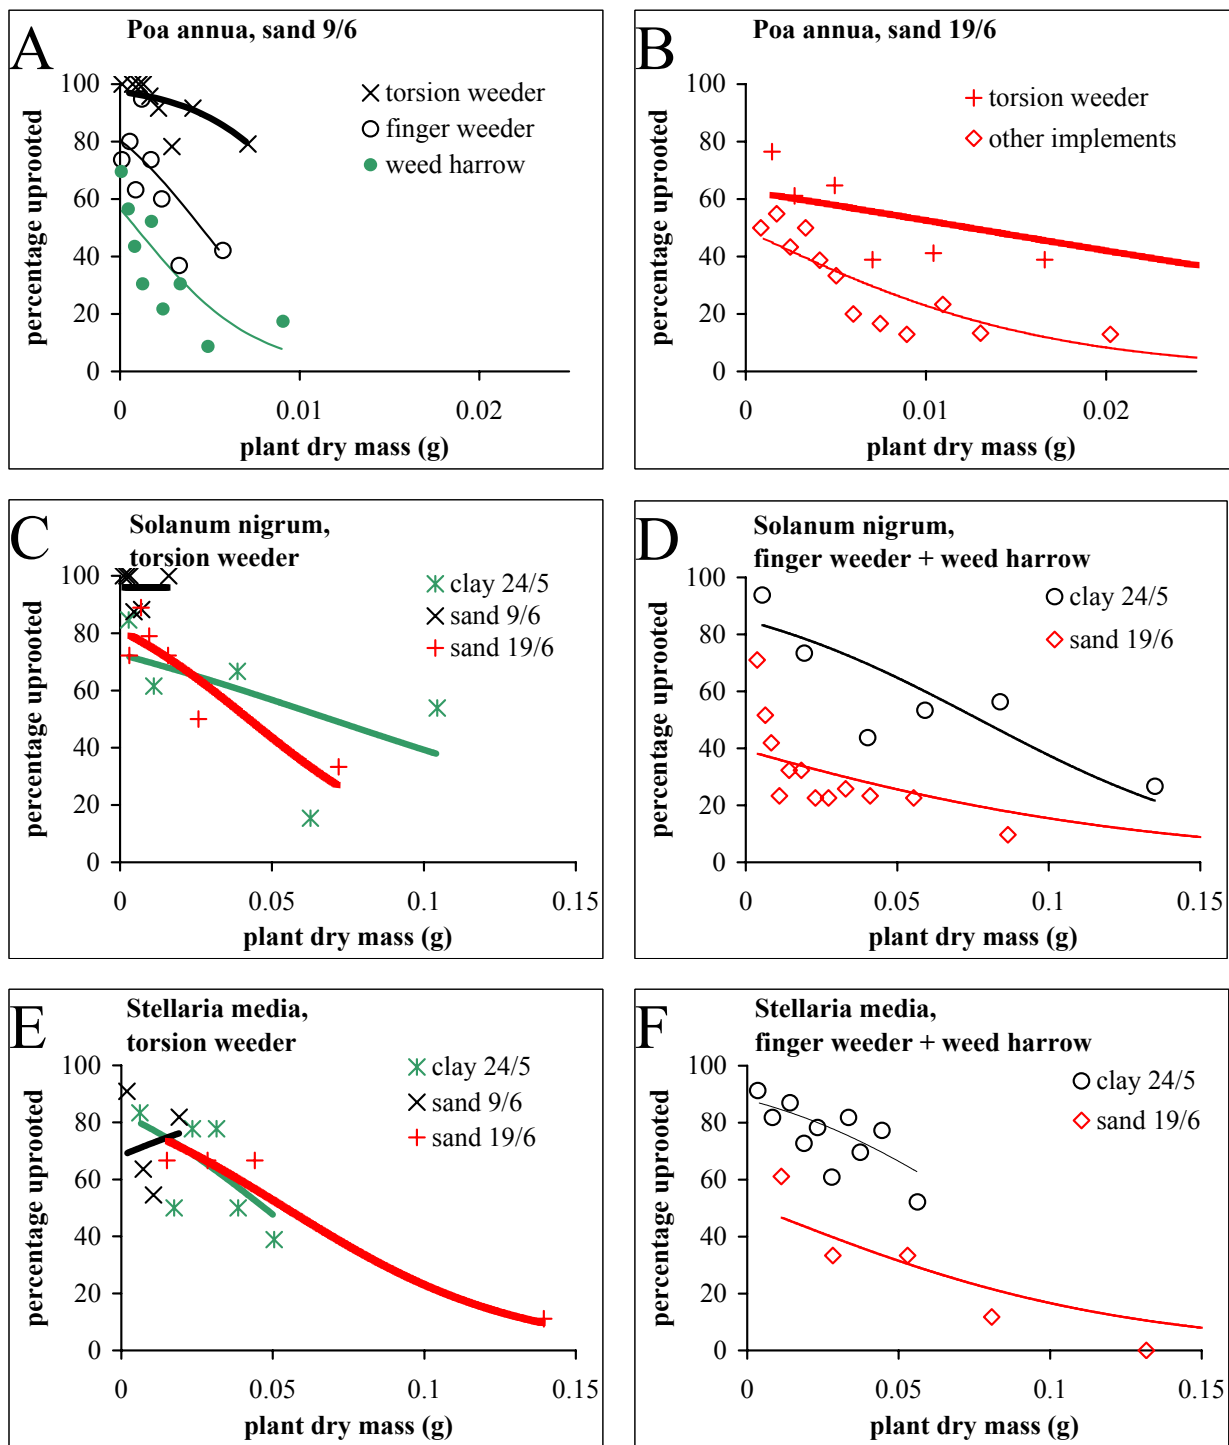 A
Poa annua, sand 9/6
percentage uprooted
100
80
60
40
20
0
torsion weeder
finger weeder
weed harrow
0 0.01 0.02
plant dry mass (g)
B
Poa annua, sand 19/6
percentage uprooted
100
80
60
40
20
0
torsion weeder
other implements
0 0.01 0.02
plant dry mass (g)
C
Solanum nigrum,
torsion weeder
percentage uprooted
100
80
60
40
20
0
clay 24/5
sand 9/6
sand 19/6
0 0.05 0.1 0.15
plant dry mass (g)
D
Solanum nigrum,
finger weeder + weed harrow
percentage uprooted
100
80
60
40
20
0
clay 24/5
sand 19/6
0 0.05 0.1 0.15
plant dry mass (g)
E
Stellaria media,
torsion weeder
percentage uprooted
100
80
60
40
20
0
clay 24/5
sand 9/6
sand 19/6
0 0.05 0.1 0.15
plant dry mass (g)
F
Stellaria media,
finger weeder + weed harrow
percentage uprooted
100
80
60
40
20
0
clay 24/5
sand 19/6
0 0.05 0.1 0.15
plant dry mass (g)